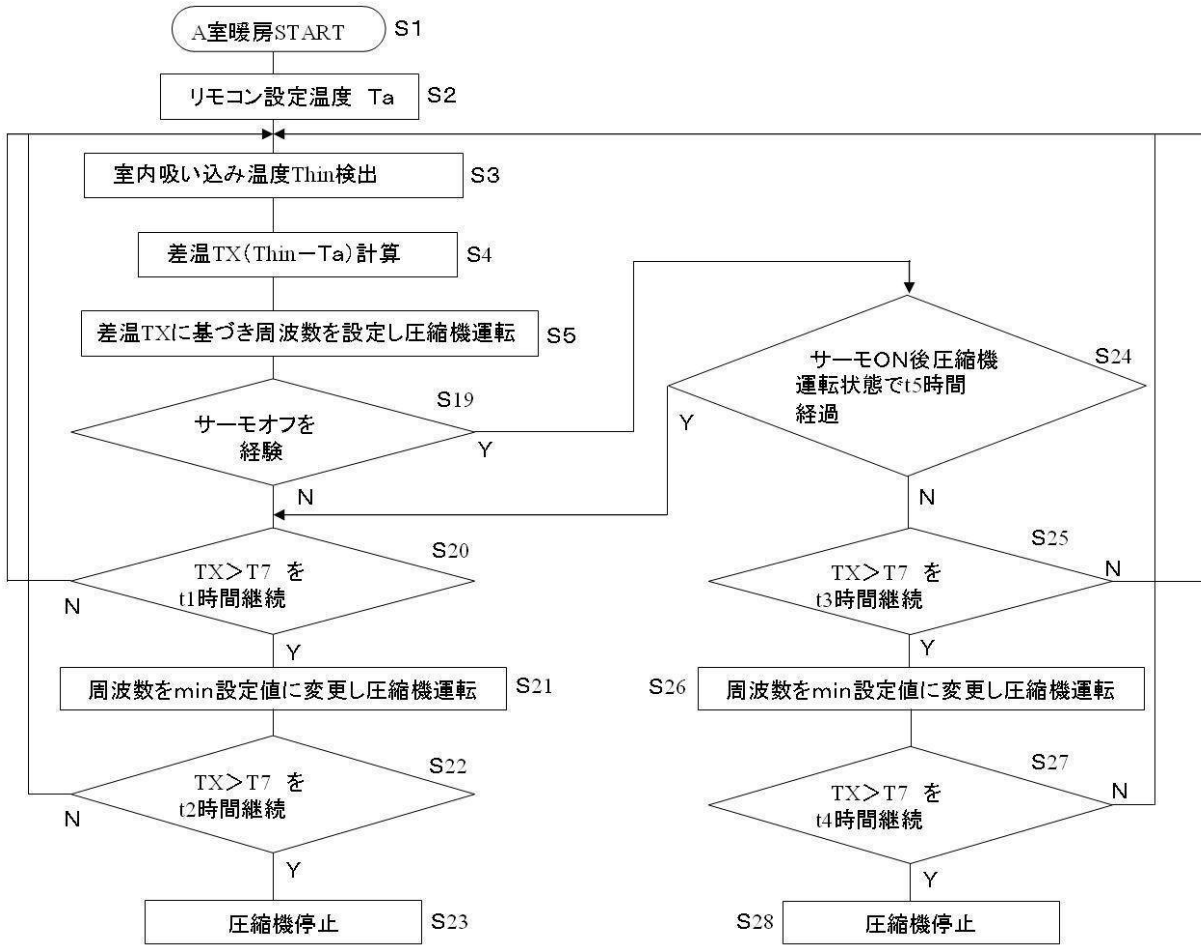 A室暖房START S1
リモコン設定温度 Ta S2
室内吸い込み温度Thin検出 S3
差温TX(Thin－Ta)計算 S4
差温TXに基づき周波数を設定し圧縮機運転 S5
サーモオフを
経験
S19
Y
N
サーモON後圧縮機
運転状態でt5時間
経過
S24
Y
N
TX＞T7 を
t1時間継続
S20
N
Y
TX＞T7 を
t3時間継続
S25
N
Y
周波数をmin設定値に変更し圧縮機運転 S21
S26 周波数をmin設定値に変更し圧縮機運転
TX＞T7 を
t2時間継続
S22
N
Y
TX＞T7 を
t4時間継続
S27
N
Y
圧縮機停止 S23
S28 圧縮機停止